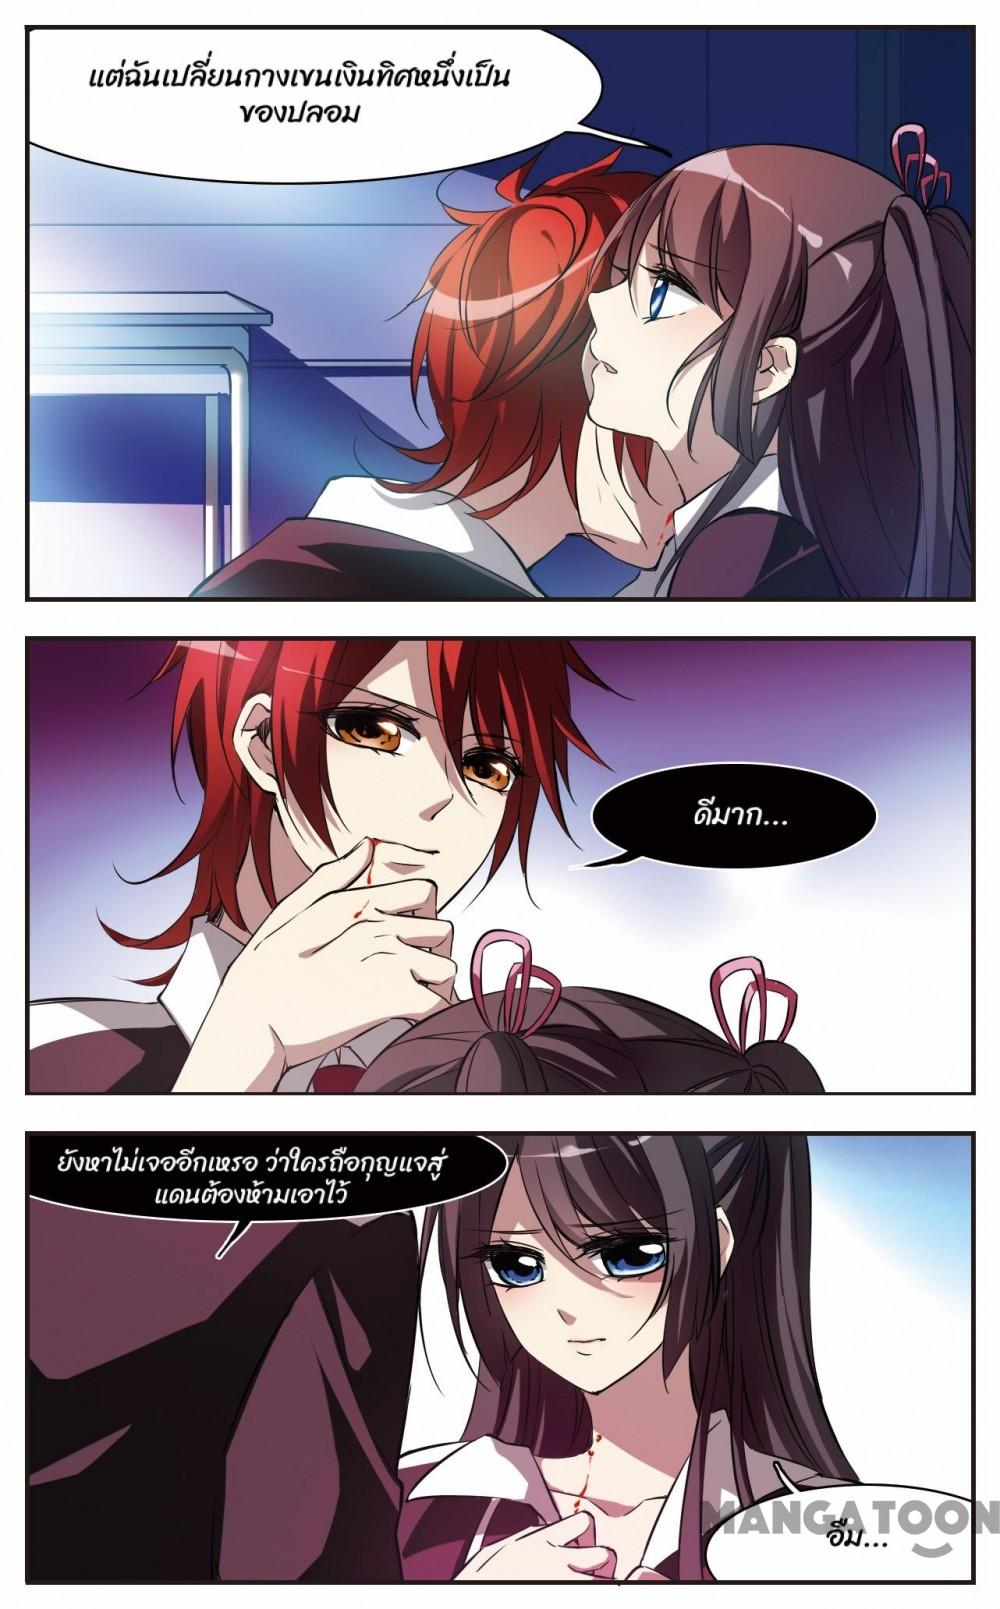 แต่ฉันเปลี่ยนกางเขนเงินทิศหนึ่งเป็น
ของปลอม
ดีมาก...
ยังหาไม่เจออีกเหรอ ว่าใครถือกุญแจสู่
แดนต้องห้ามเอาไว้
อืม...
MANGATOON